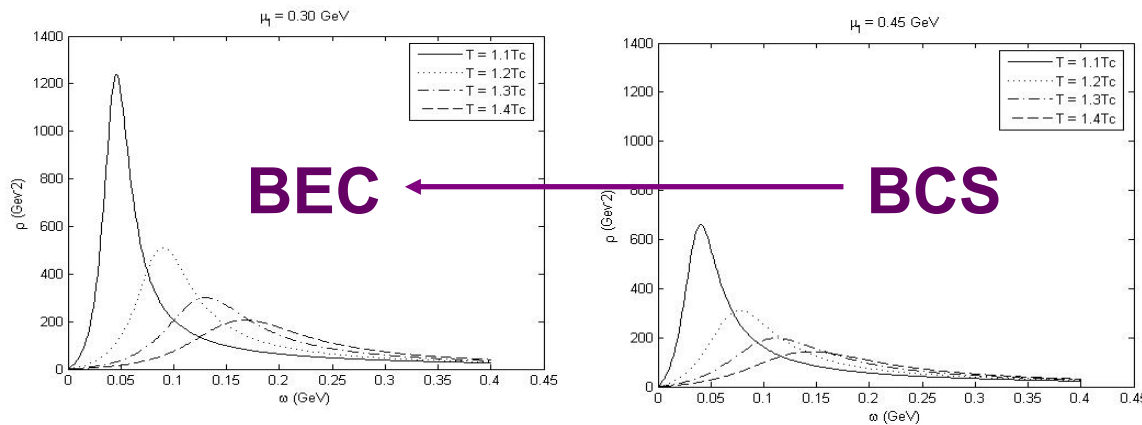 μ_I = 0.30 GeV
1400
1200
1000
800
600
400
200
0
ρ (Gev^2)
T = 1.1Tc
T = 1.2Tc
T = 1.3Tc
T = 1.4Tc
BEC
0 0.05 0.1 0.15 0.2 0.25 0.3 0.35 0.4 0.45
ω (GeV)
μ_I = 0.45 GeV
1400
1200
1000
800
600
400
200
0
ρ (Gev^2)
T = 1.1Tc
T = 1.2Tc
T = 1.3Tc
T = 1.4Tc
BCS
0 0.05 0.1 0.15 0.2 0.25 0.3 0.35 0.4 0.45
ω (GeV)